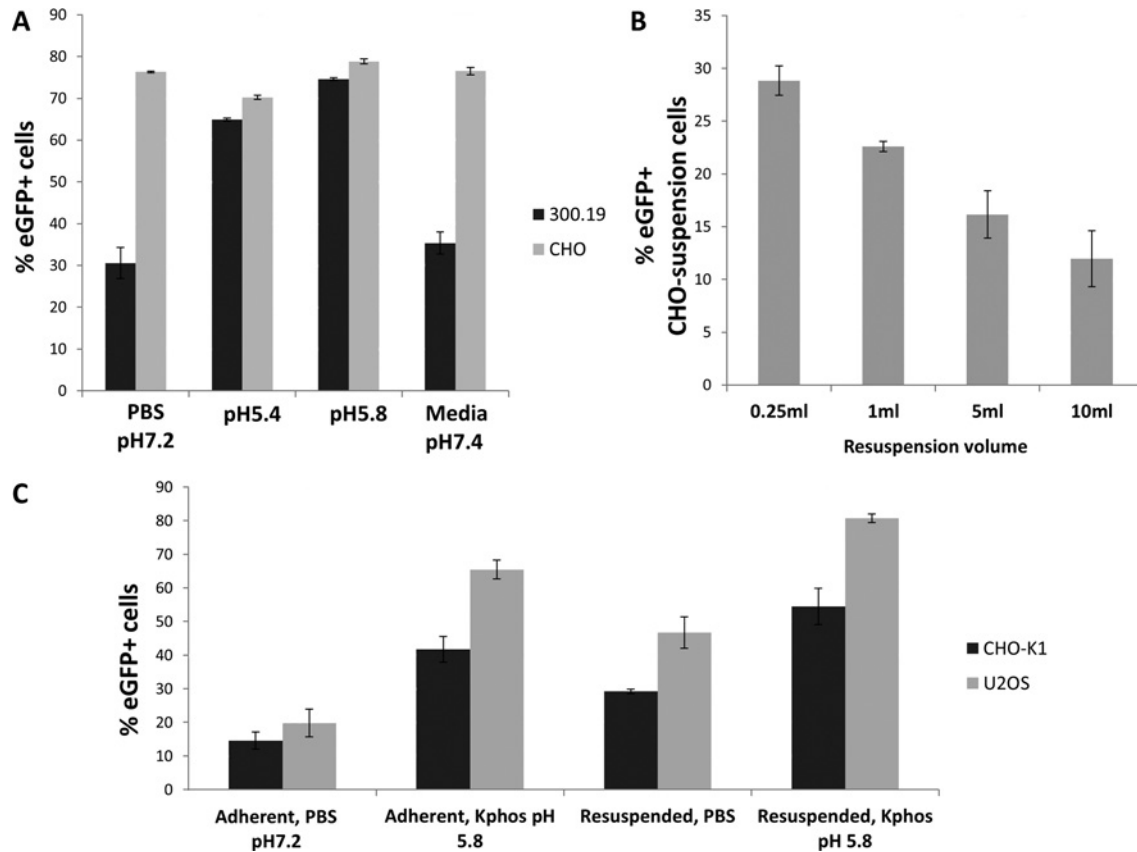 A
% eGFP+ cells
90
80
70
60
50
40
30
20
10
0
PBS
pH7.2
pH5.4
pH5.8
Media
pH7.4
300.19
CHO
B
% eGFP+
CHO-suspension cells
35
30
25
20
15
10
5
0
0.25ml
1ml
5ml
10ml
Resuspension volume
C
% eGFP+ cells
90
80
70
60
50
40
30
20
10
0
Adherent, PBS
pH7.2
Adherent, Kphos pH
5.8
Resuspended, PBS
Resuspended, Kphos
pH 5.8
CHO-K1
U2OS